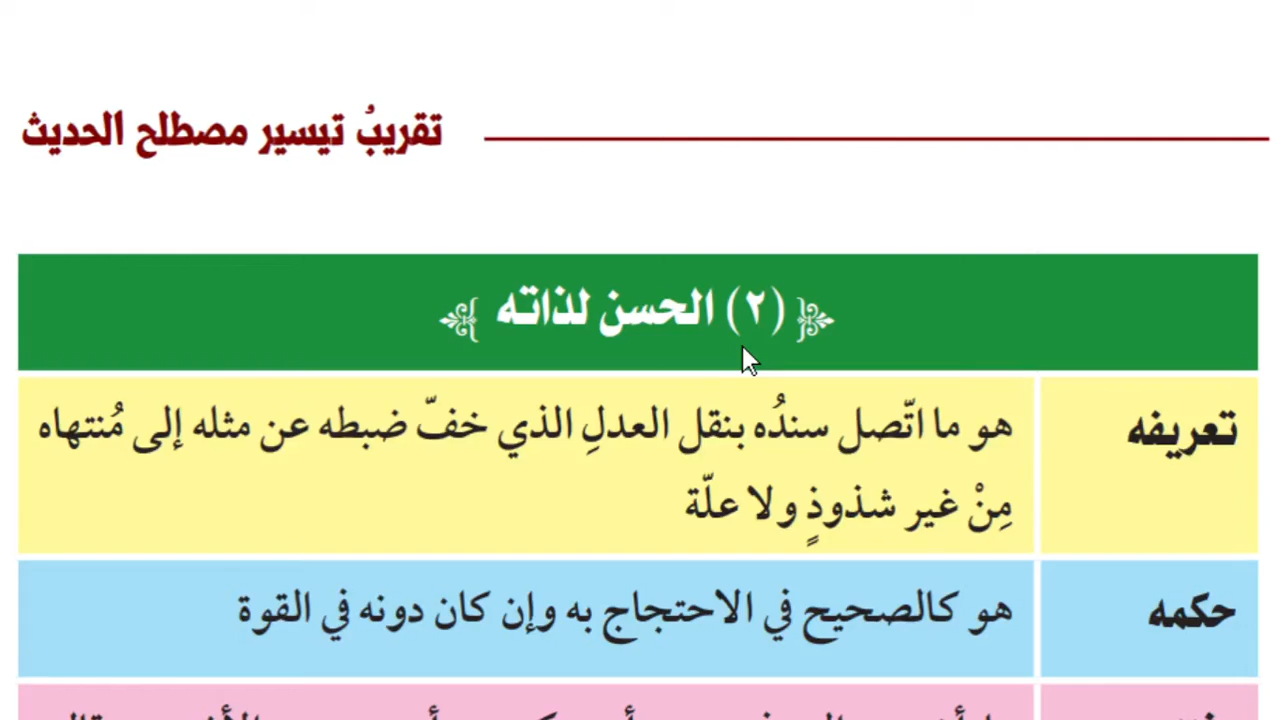 تقريبُ تيسير مصطلح الحديث
(٢) الحسن لذاته
تعريفه
هو ما اتّصل سندُه بنقل العدلِ الذي خفّ ضبطه عن مثله إلى مُنتهاه
مِنْ غير شذوذٍ ولا علّة
حكمه
هو كالصحيح في الاحتجاج به وإن كان دونه في القوة